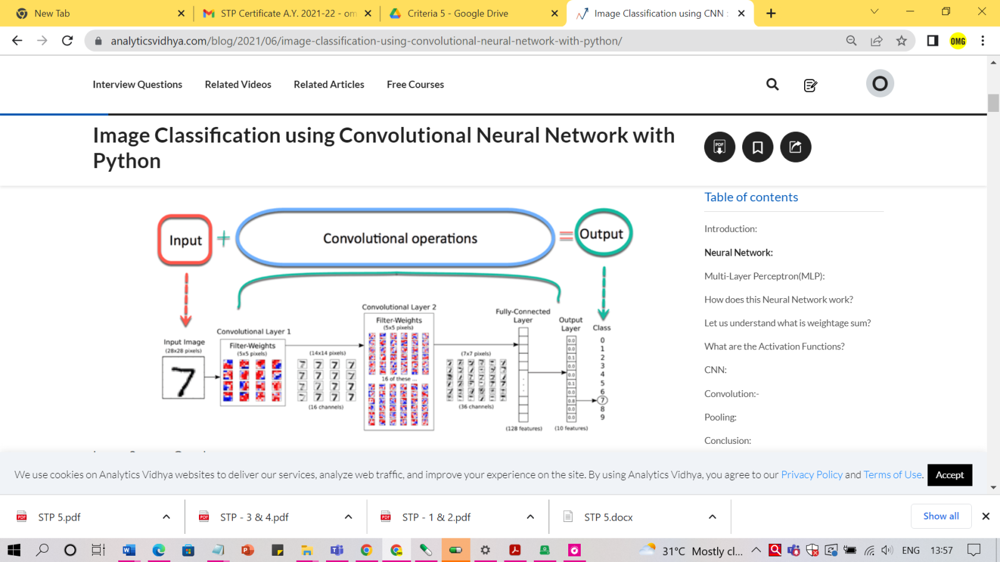 New Tab
STP Certificate A.Y. 2021-22 - om
Criteria 5 - Google Drive
Image Classification using CNN :
analyticsvidhya.com/blog/2021/06/image-classification-using-convolutional-neural-network-with-python/
OMG
Interview Questions
Related Videos
Related Articles
Free Courses
O
Image Classification using Convolutional Neural Network with
Python
PDF
Input
+
Convolutional operations
=
Output
Convolutional Layer 1
Filter-Weights
(5x5 pixels)
Input Image
(28x28 pixels)
7
(14x14 pixels)
(16 channels)
Convolutional Layer 2
Filter-Weights
(5x5 pixels)
16 of these ...
(7x7 pixels)
(36 channels)
Fully-Connected
Layer
(128 features)
Output
Layer
0.0
0.0
0.1
0.0
0.0
0.1
0.0
0.8
0.0
0.0
(10 features)
Class
0
1
2
3
4
5
6
7
8
9
Table of contents
Introduction:
Neural Network:
Multi-Layer Perceptron(MLP):
How does this Neural Network work?
Let us understand what is weightage sum?
What are the Activation Functions?
CNN:
Convolution:-
Pooling:
Conclusion:
We use cookies on Analytics Vidhya websites to deliver our services, analyze web traffic, and improve your experience on the site. By using Analytics Vidhya, you agree to our Privacy Policy and Terms of Use.
Accept
STP 5.pdf
STP - 3 & 4.pdf
STP - 1 & 2.pdf
STP 5.docx
Show all
31°C Mostly cl...
ENG
13:57